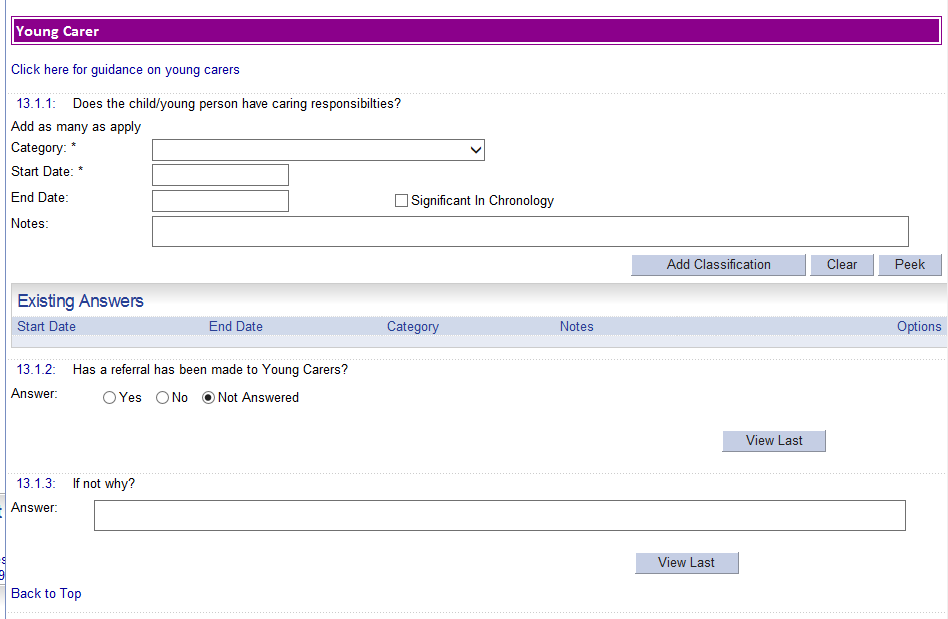 Young Carer
Click here for guidance on young carers
13.1.1: Does the child/young person have caring responsibilties?
Add as many as apply
Category: *
Start Date: *
End Date:
Significant In Chronology
Notes:
Add Classification Clear Peek
Existing Answers
Start Date End Date Category Notes Options
13.1.2: Has a referral has been made to Young Carers?
Answer: Yes No Not Answered
View Last
13.1.3: If not why?
Answer:
View Last
Back to Top